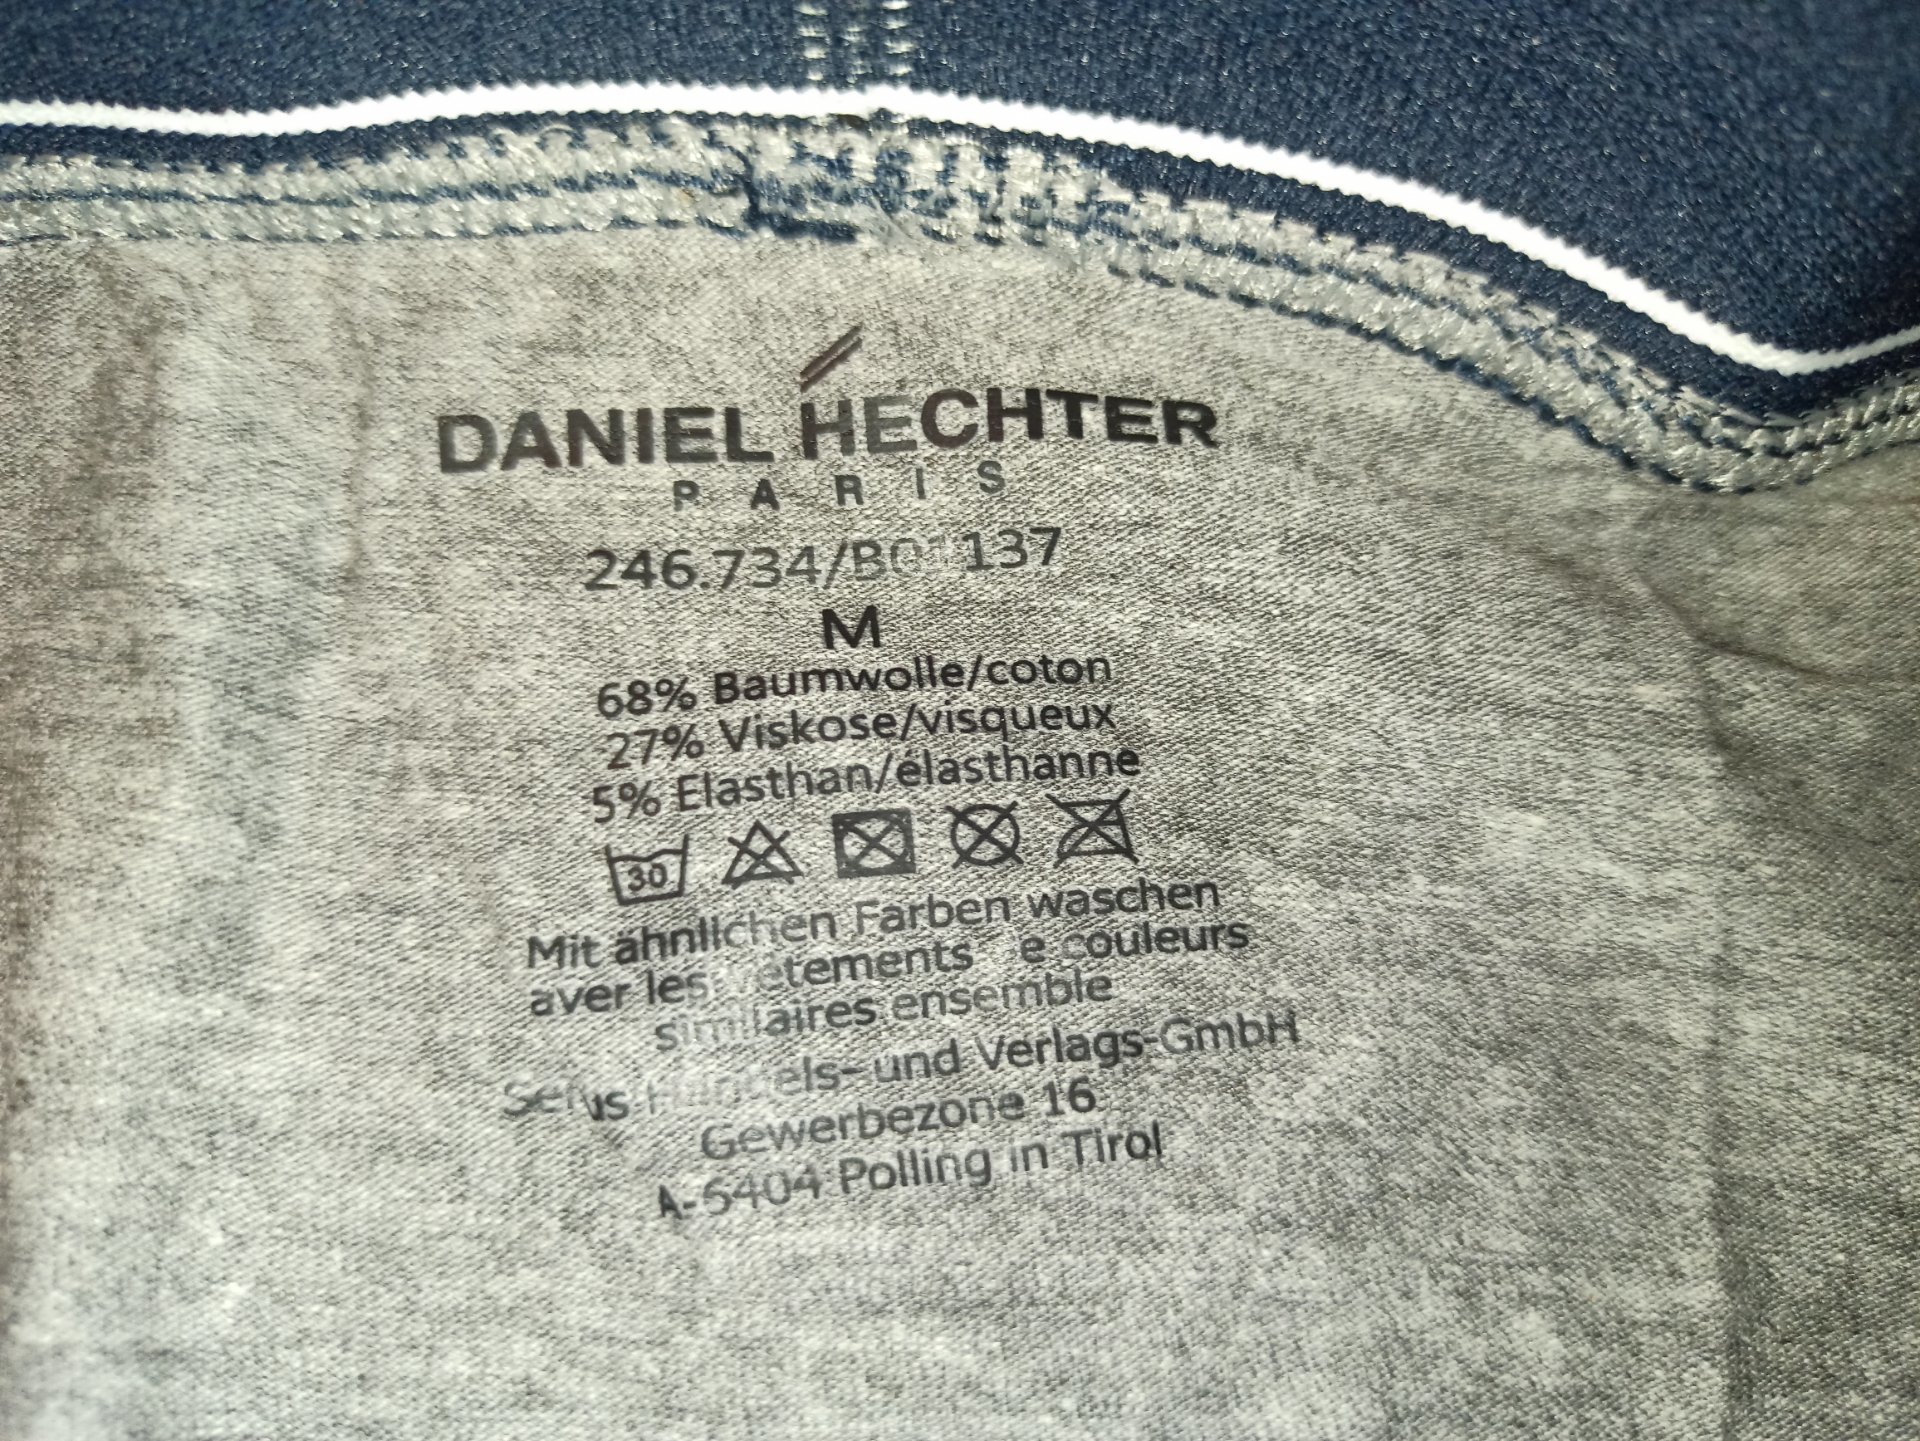 DANIEL HECHTER
PARIS
246.734/B01137
M
68% Baumwolle/coton
27% Viskose/visqueux
5% Elasthan/élasthanne
30
Mit ähnlichen Farben waschen
aver les couleurs
similaires ensemble
Handels- und Verlags-GmbH
Gewerbezone 16
A-6404 Polling in Tirol